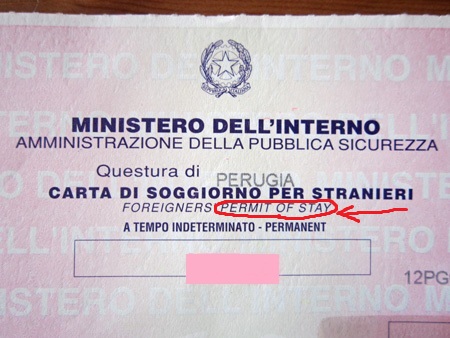 MINISTERO DELL'INTERNO
AMMINISTRAZIONE DELLA PUBBLICA SICUREZZA
Questura di PERUGIA
CARTA DI SOGGIORNO PER STRANIERI
FOREIGNERS PERMIT OF STAY
A TEMPO INDETERMINATO - PERMANENT
12PG